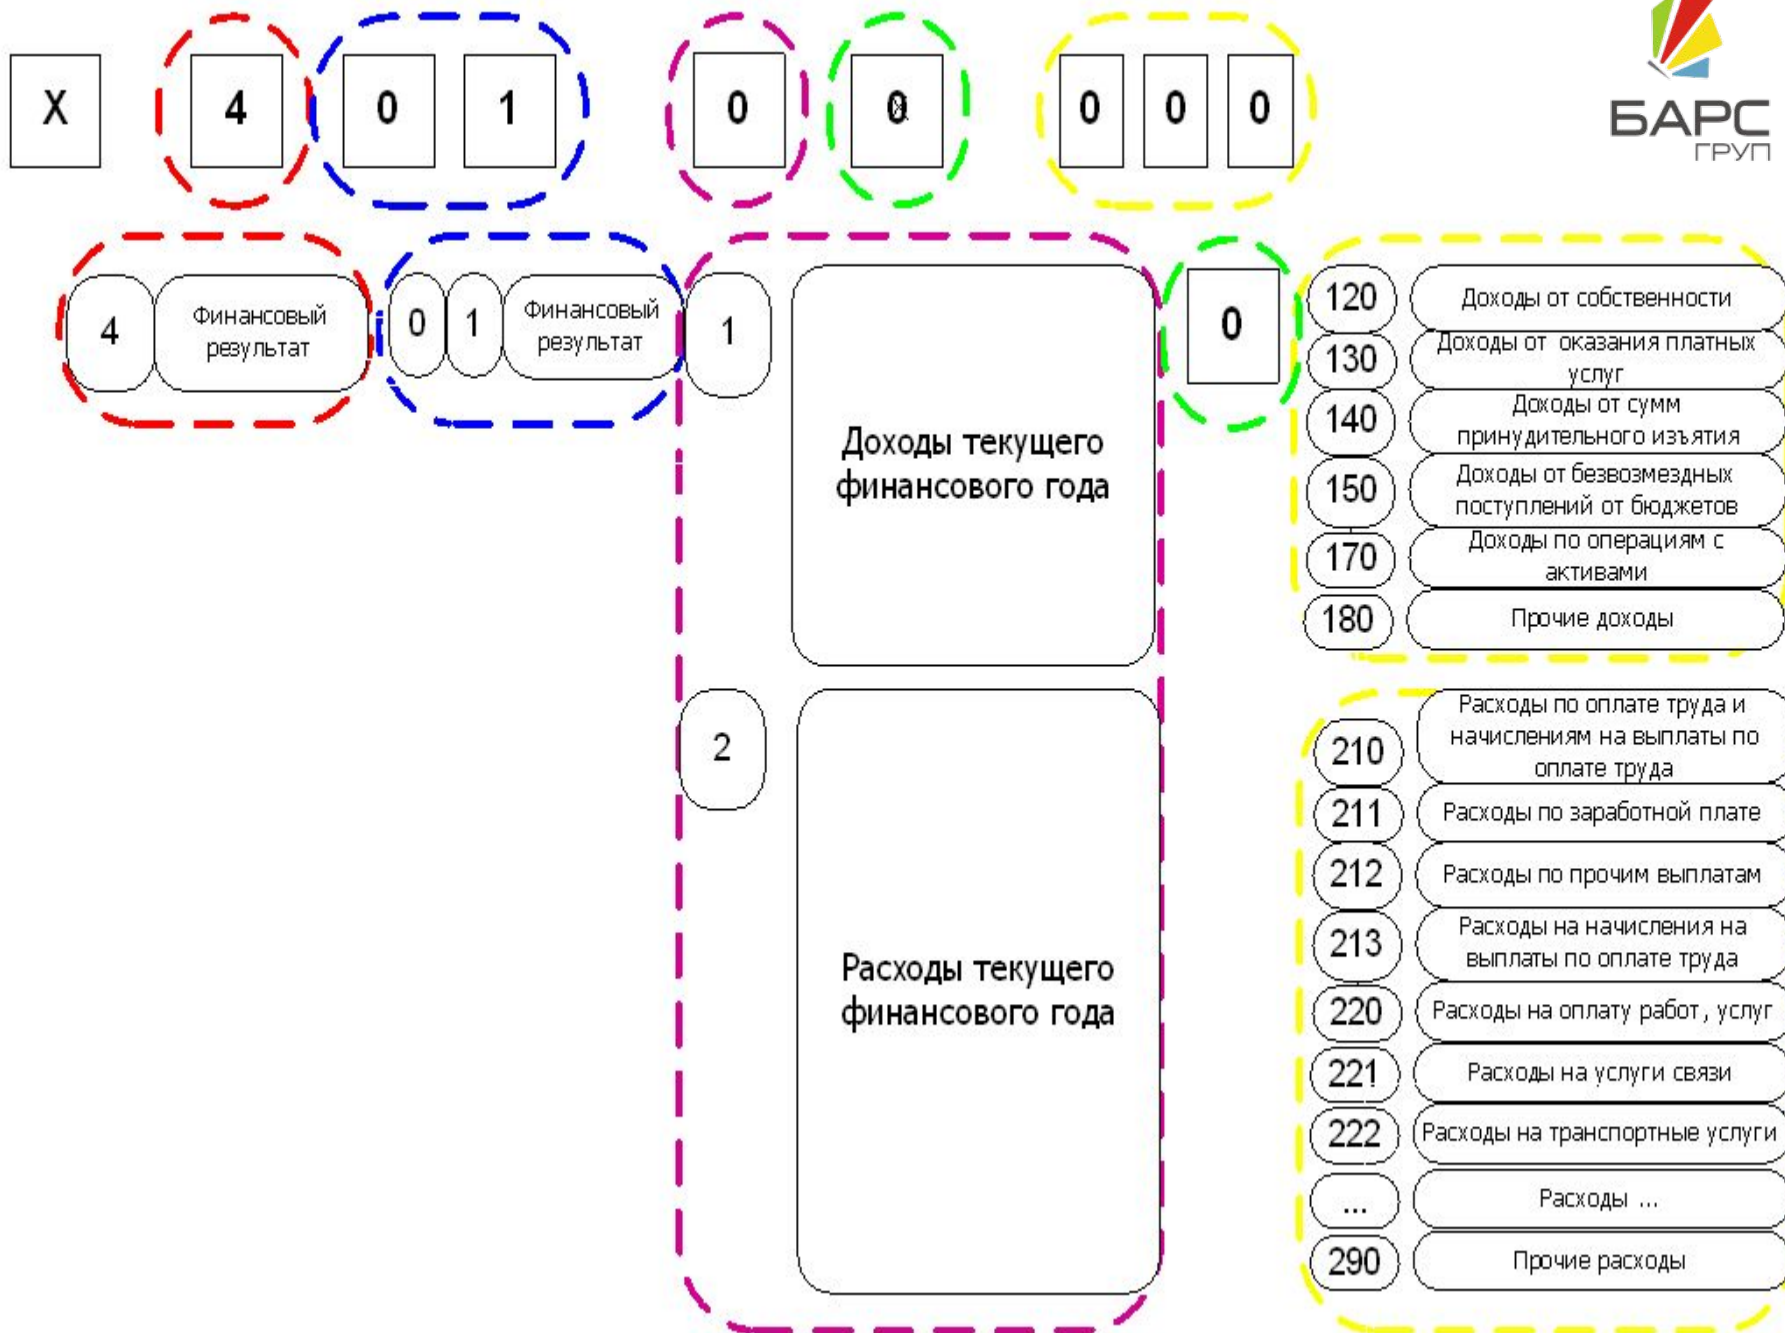 X 4 0 1 0 0 0 0 0
БАРС
ГРУП
4
Финансовый
результат
0 1
Финансовый
результат
1
Доходы текущего
финансового года
0
120 Доходы от собственности
130 Доходы от оказания платных
услуг
140 Доходы от сумм
принудительного изъятия
150 Доходы от безвозмездных
поступлений от бюджетов
170 Доходы по операциям с
активами
180 Прочие доходы
2
Расходы текущего
финансового года
210 Расходы по оплате труда и
начислениям на выплаты по
оплате труда
211 Расходы по заработной плате
212 Расходы по прочим выплатам
213 Расходы на начисления на
выплаты по оплате труда
220 Расходы на оплату работ, услуг
221 Расходы на услуги связи
222 Расходы на транспортные услуги
... Расходы ...
290 Прочие расходы